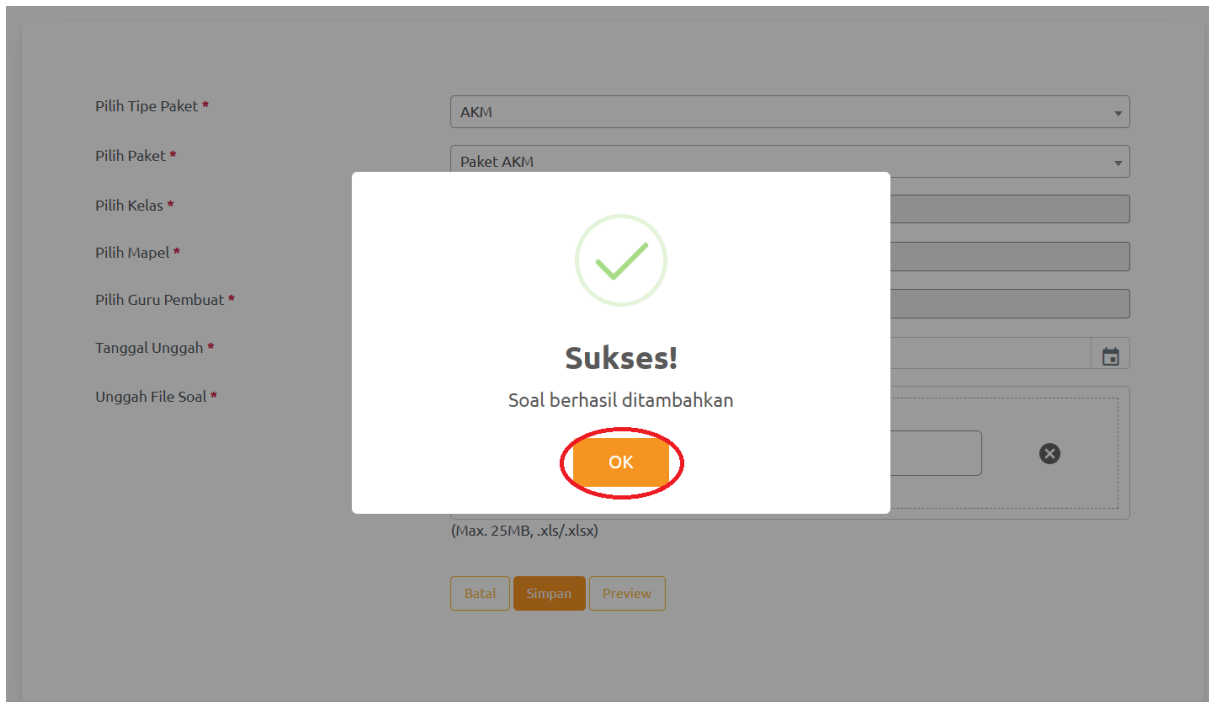 Pilih Tipe Paket *
AKM
Pilih Paket *
Paket AKM
Pilih Kelas *
Pilih Mapel *
Pilih Guru Pembuat *
Tanggal Unggah *
Unggah File Soal *
Sukses!
Soal berhasil ditambahkan
OK
(Max. 25MB, .xls/.xlsx)
Batal Simpan Preview